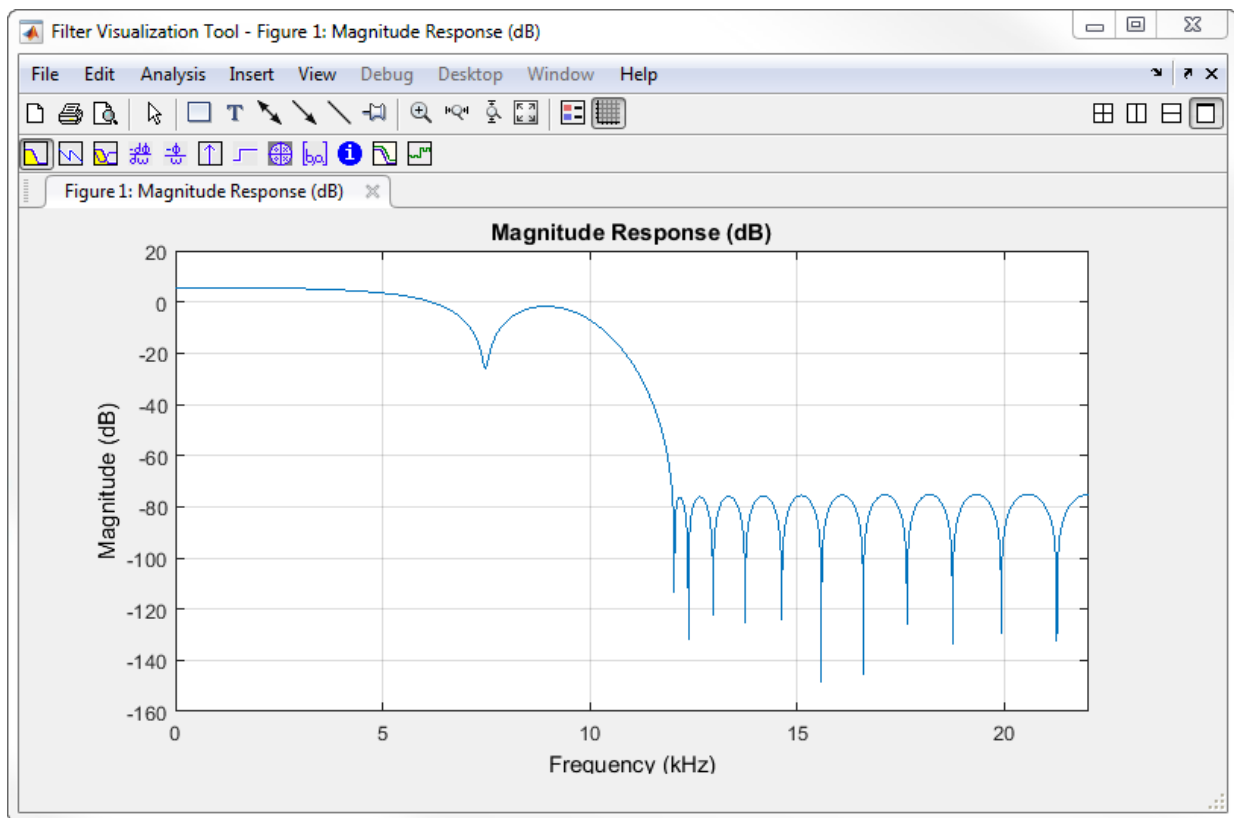 Filter Visualization Tool - Figure 1: Magnitude Response (dB)
File Edit Analysis Insert View Debug Desktop Window Help
T
[b,a]
Figure 1: Magnitude Response (dB)
Magnitude Response (dB)
20
0
-20
-40
-60
-80
-100
-120
-140
-160
Magnitude (dB)
0 5 10 15 20
Frequency (kHz)